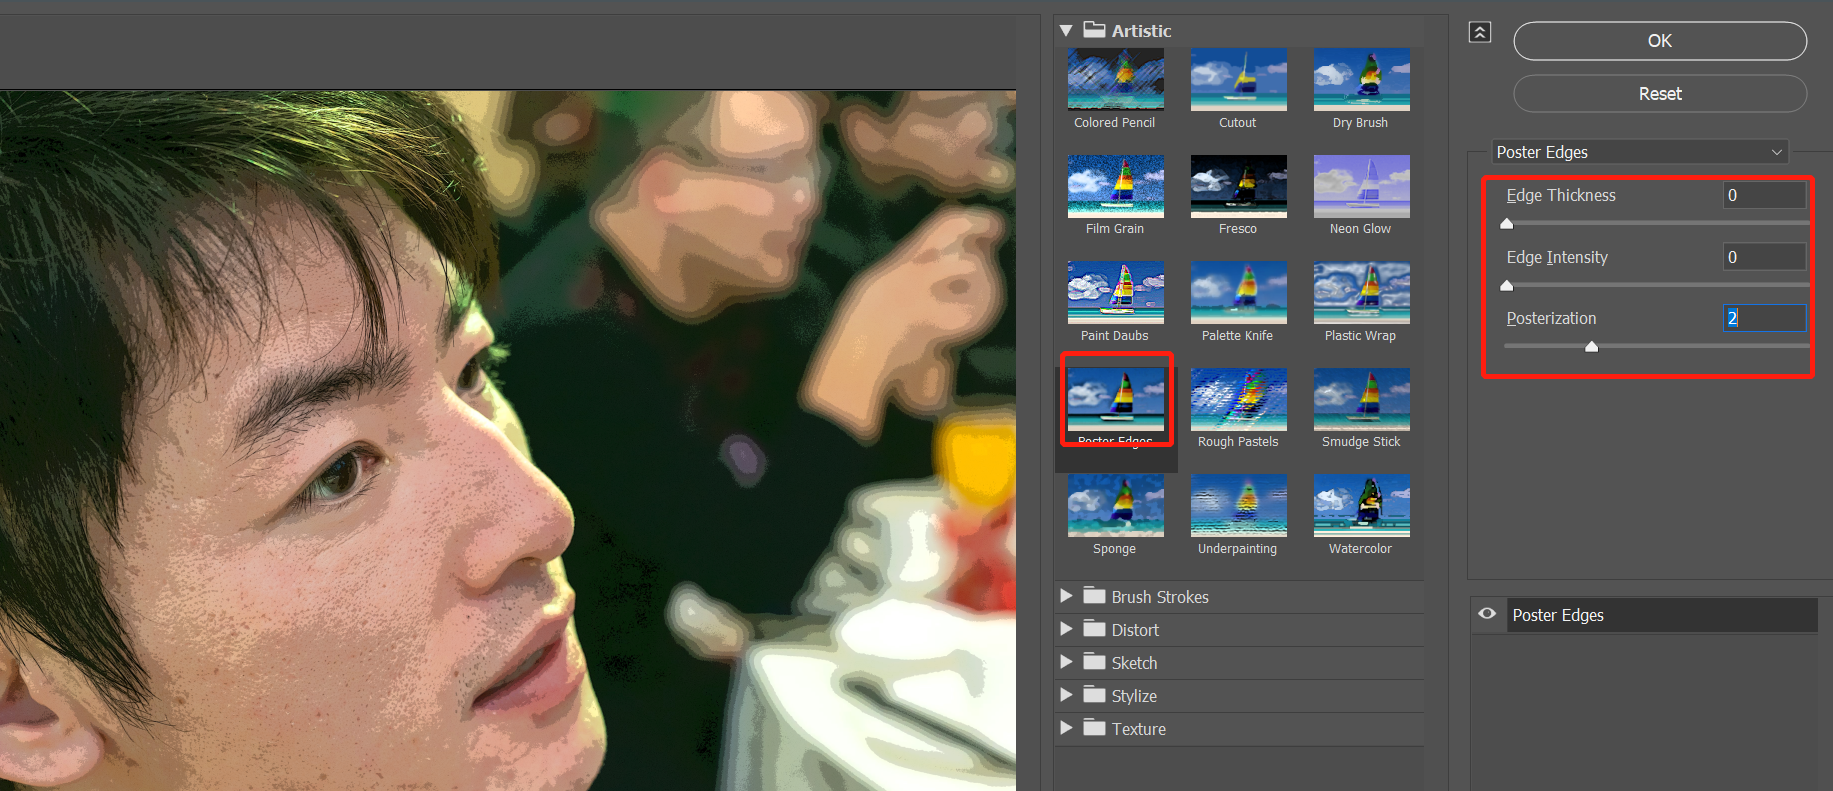 Artistic
Colored Pencil
Cutout
Dry Brush
Film Grain
Fresco
Neon Glow
Paint Daubs
Palette Knife
Plastic Wrap
Poster Edges
Rough Pastels
Smudge Stick
Sponge
Underpainting
Watercolor
Brush Strokes
Distort
Sketch
Stylize
Texture
OK
Reset
Poster Edges
Edge Thickness 0
Edge Intensity 0
Posterization 2
Poster Edges